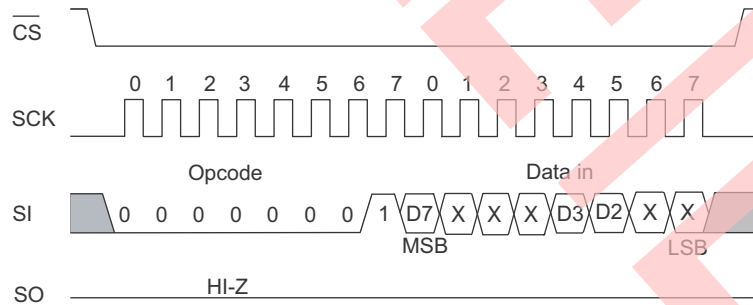 CS
0 1 2 3 4 5 6 7 0 1 2 3 4 5 6 7
SCK
Opcode Data in
SI 0 0 0 0 0 0 0 1 D7 X X X D3 D2 X X
MSB LSB
HI-Z
SO